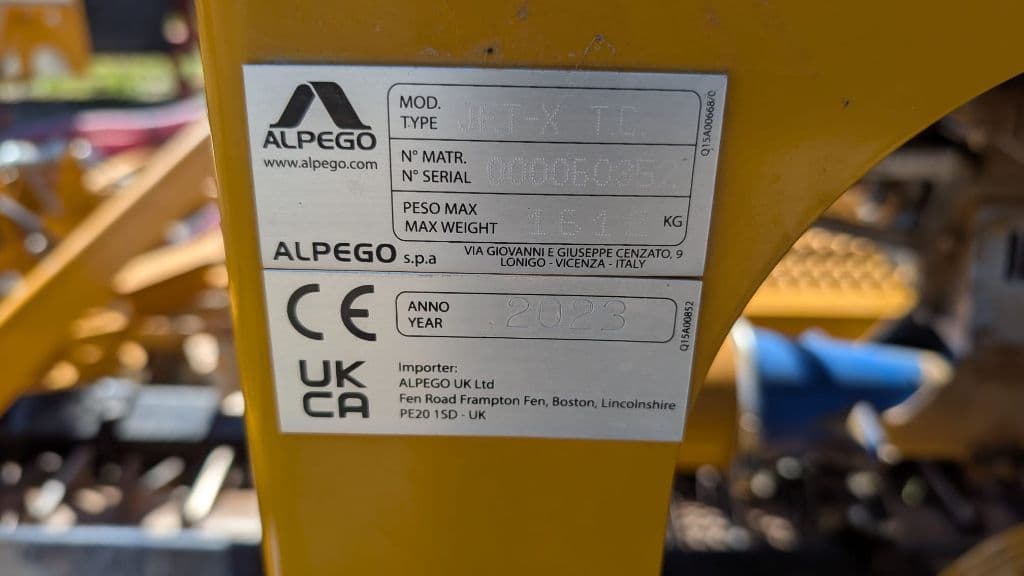 ALPEGO
www.alpego.com
MOD.
TYPE JET-X T.C.
N° MATR.
N° SERIAL
PESO MAX
MAX WEIGHT KG
Q15A00668/0
ALPEGO s.p.a
VIA GIOVANNI E GIUSEPPE CENZATO, 9
LONIGO - VICENZA - ITALY
CE
ANNO
YEAR 2023
Q15A00852
UK
CA
Importer:
ALPEGO UK Ltd
Fen Road Frampton Fen, Boston, Lincolnshire
PE20 1SD - UK